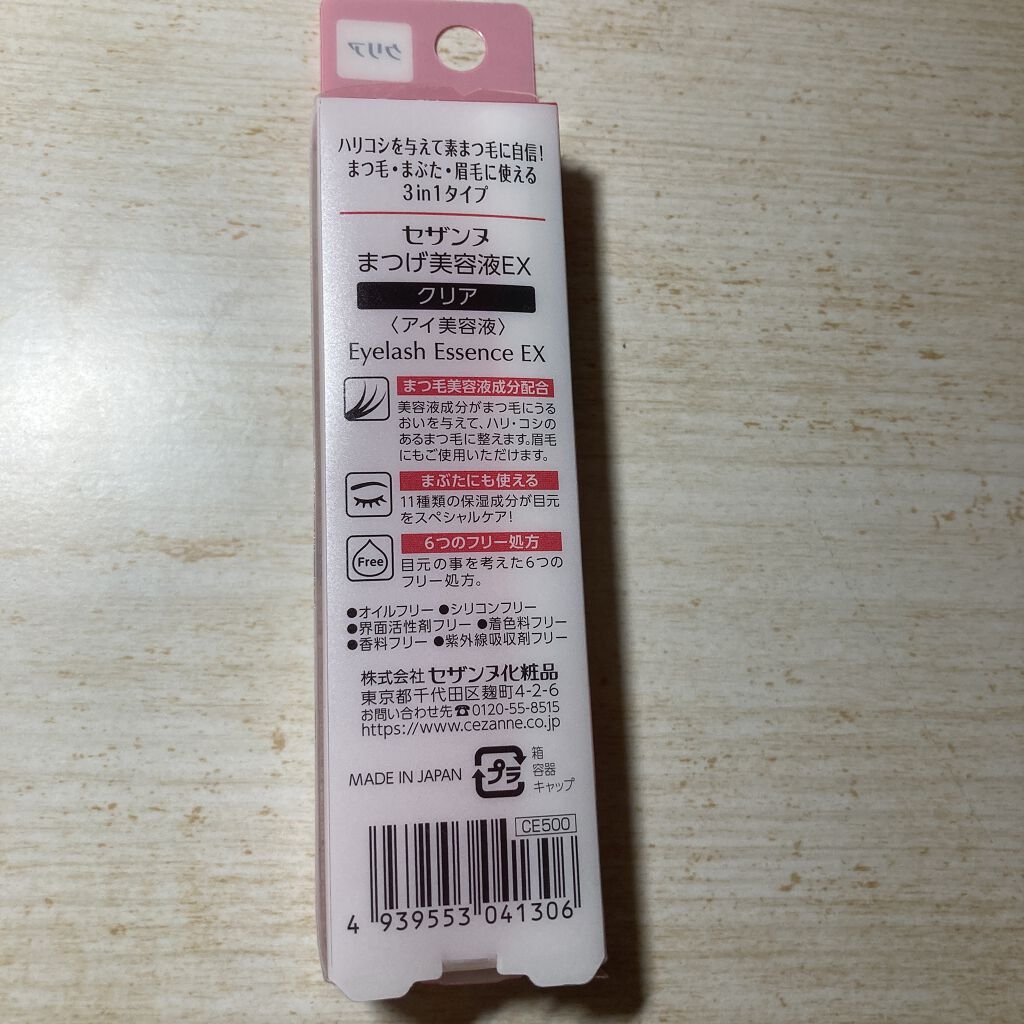 クリア
ハリコシを与えて素まつ毛に自信！
まつ毛・まぶた・眉毛に使える
3in1タイプ
セザンヌ
まつげ美容液EX
クリア
〈アイ美容液〉
Eyelash Essence EX
まつ毛美容液成分配合
美容液成分がまつ毛にうる
おいを与えて、ハリ・コシの
あるまつ毛に整えます。眉毛
にもご使用いただけます。
まぶたにも使える
11種類の保湿成分が目元
をスペシャルケア！
Free
6つのフリー処方
目元の事を考えた6つの
フリー処方。
●オイルフリー ●シリコンフリー
●界面活性剤フリー ●着色料フリー
●香料フリー ●紫外線吸収剤フリー
株式会社 セザンヌ化粧品
東京都千代田区麹町4-2-6
お問い合わせ先☎0120-55-8515
https://www.cezanne.co.jp
MADE IN JAPAN
プラ
箱
容器
キャップ
CE500
4 939553 041306